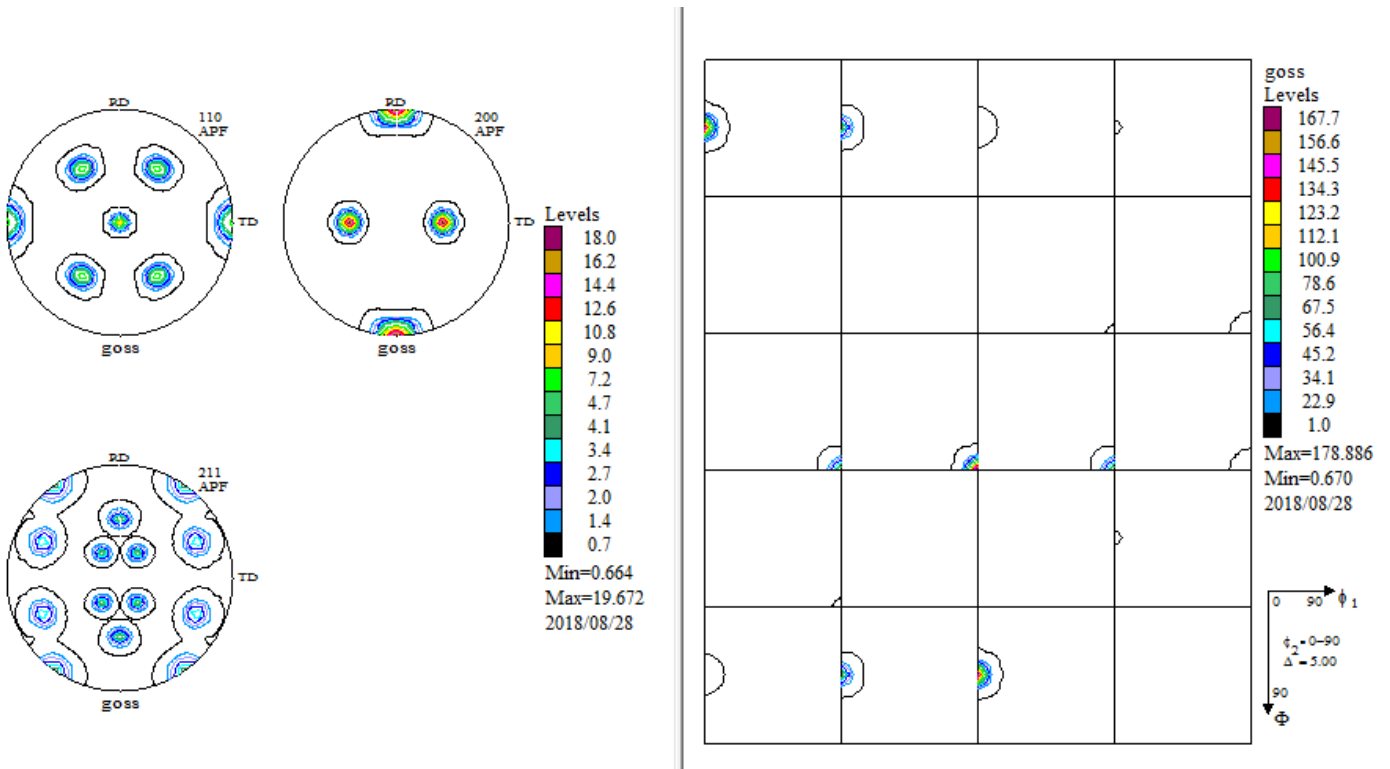 RD
110
APF
TD
goss
RD
200
APF
TD
goss
RD
211
APF
TD
goss
Levels
18.0
16.2
14.4
12.6
10.8
9.0
7.2
4.7
4.1
3.4
2.7
2.0
1.4
0.7
Min=0.664
Max=19.672
2018/08/28
goss
Levels
167.7
156.6
145.5
134.3
123.2
112.1
100.9
78.6
67.5
56.4
45.2
34.1
22.9
1.0
Max=178.886
Min=0.670
2018/08/28
0 90 ϕ1
ϕ2=0-90
Δ=5.00
90
Φ